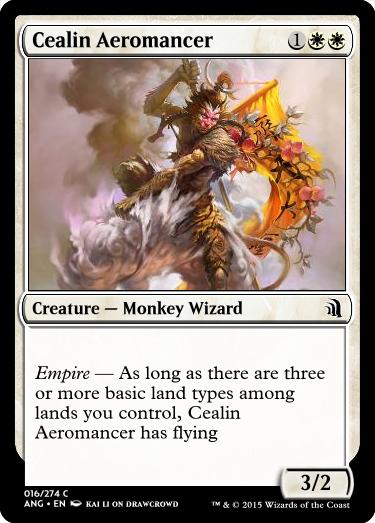 Cealin Aeromancer 1
Creature — Monkey Wizard
Empire — As long as there are three
or more basic land types among
lands you control, Cealin
Aeromancer has flying
3/2
016/274 C
ANG • EN KAI LI ON DRAWCROWD ™ & © 2015 Wizards of the Coast